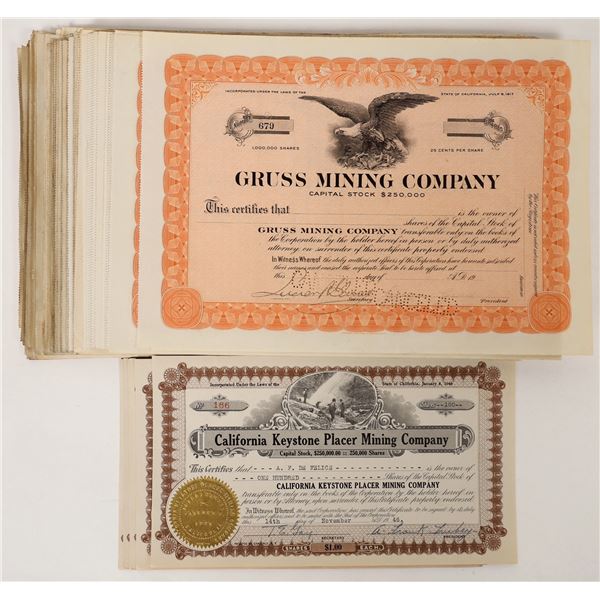 INCORPORATED UNDER THE LAWS OF THE
STATE OF CALIFORNIA, JULY 9, 1917
679
1,000,000 SHARES
25 CENTS PER SHARE
GRUSS MINING COMPANY
CAPITAL STOCK $250,000
This certifies that is the owner of
shares of the Capital Stock of
GRUSS MINING COMPANY transferable only on the books of
the Corporation by the holder hereof in person or by duly authorized
attorney on surrender of this certificate properly endorsed.
In Witness Whereof the duly authorized officers of this Corporation have hereunto subscribed
their names and caused the corporate seal to be hereto affixed at
this day of A.D. 19
Secretary
President
Incorporated Under the Laws of the
State of California, January 8, 1940
No 166
100
California Keystone Placer Mining Company
Capital Stock, $250,000.00 :: 250,000 Shares
This Certifies that A. F. DE FELICE is the owner of
ONE HUNDRED Shares of the Capital Stock of
CALIFORNIA KEYSTONE PLACER MINING COMPANY
transferable only on the books of the Corporation by the holder hereof in
person or by Attorney upon surrender of this Certificate properly endorsed.
In Witness Whereof, the said Corporation has caused this Certificate to be signed by its duly
authorized officers and to be sealed with the Seal of the Corporation
14th day of November A.D. 19 40.
SECRETARY
PRESIDENT
SHARES $1.00 EACH